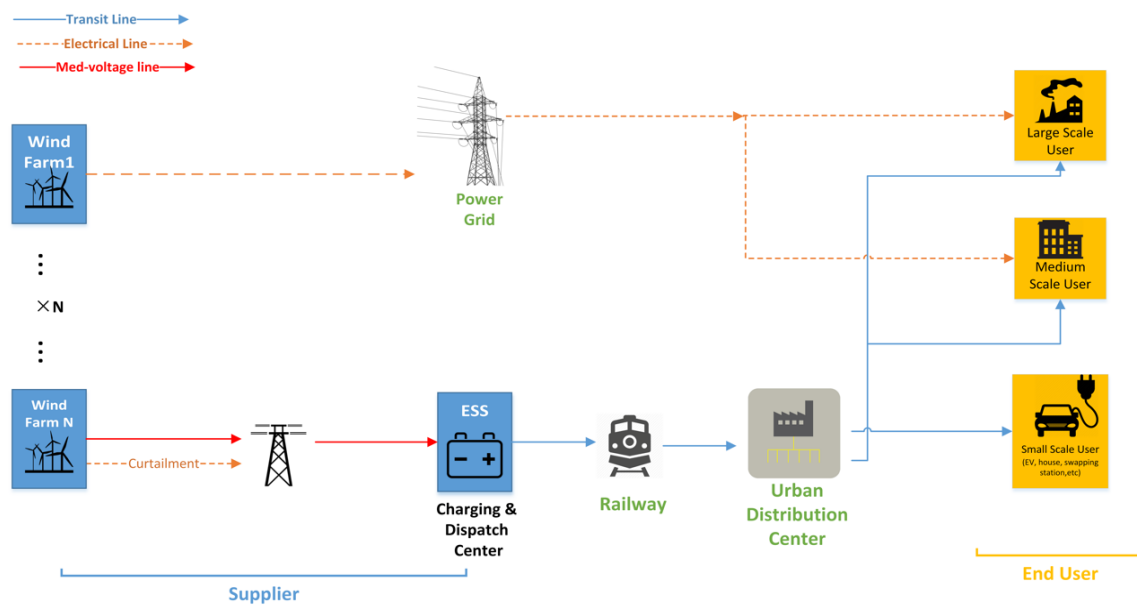 Transit Line
Electrical Line
Med-voltage line
Wind
Farm1
Power
Grid
Large Scale
User
Medium
Scale User
×N
Wind
Farm N
Curtailment
ESS
Charging &
Dispatch
Center
Railway
Urban
Distribution
Center
Small Scale User
(EV, house, swapping
station,etc)
Supplier
End User